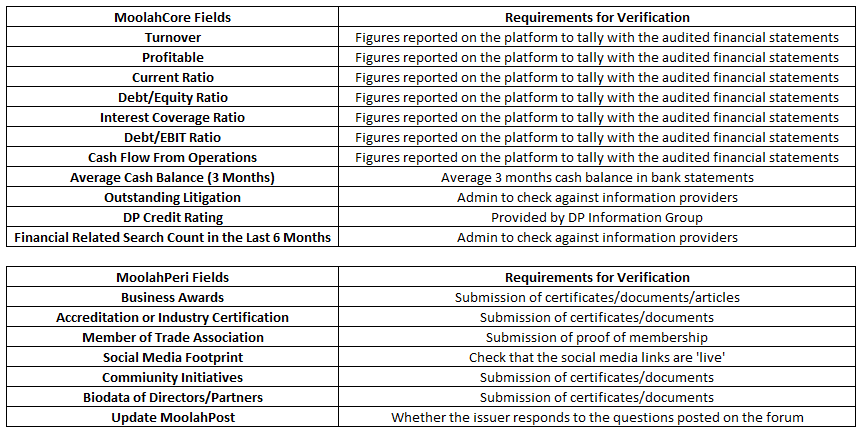 MoolahCore Fields Requirements for Verification
Turnover Figures reported on the platform to tally with the audited financial statements
Profitable Figures reported on the platform to tally with the audited financial statements
Current Ratio Figures reported on the platform to tally with the audited financial statements
Debt/Equity Ratio Figures reported on the platform to tally with the audited financial statements
Interest Coverage Ratio Figures reported on the platform to tally with the audited financial statements
Debt/EBIT Ratio Figures reported on the platform to tally with the audited financial statements
Cash Flow From Operations Figures reported on the platform to tally with the audited financial statements
Average Cash Balance (3 Months) Average 3 months cash balance in bank statements
Outstanding Litigation Admin to check against information providers
DP Credit Rating Provided by DP Information Group
Financial Related Search Count in the Last 6 Months Admin to check against information providers
MoolahPeri Fields Requirements for Verification
Business Awards Submission of certificates/documents/articles
Accreditation or Industry Certification Submission of certificates/documents
Member of Trade Association Submission of proof of membership
Social Media Footprint Check that the social media links are 'live'
Community Initiatives Submission of certificates/documents
Biodata of Directors/Partners Submission of certificates/documents
Update MoolahPost Whether the issuer responds to the questions posted on the forum